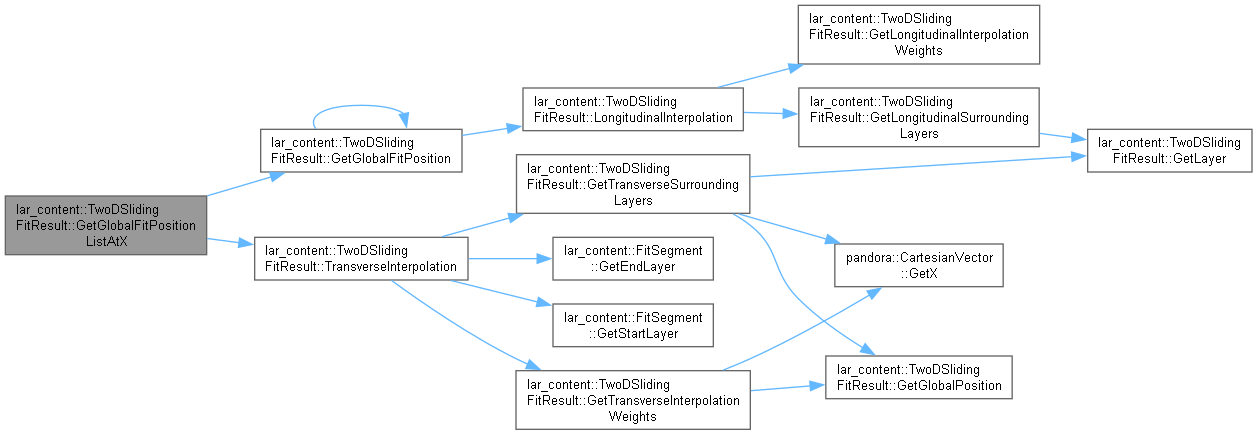 lar_content::TwoDSliding
FitResult::GetGlobalFitPosition
ListAtX
lar_content::TwoDSliding
FitResult::GetGlobalFitPosition
lar_content::TwoDSliding
FitResult::LongitudinalInterpolation
lar_content::TwoDSliding
FitResult::GetLongitudinalInterpolation
Weights
lar_content::TwoDSliding
FitResult::GetLongitudinalSurrounding
Layers
lar_content::TwoDSliding
FitResult::GetLayer
lar_content::TwoDSliding
FitResult::TransverseInterpolation
lar_content::TwoDSliding
FitResult::GetTransverseSurrounding
Layers
lar_content::FitSegment
::GetEndLayer
lar_content::FitSegment
::GetStartLayer
lar_content::TwoDSliding
FitResult::GetTransverseInterpolation
Weights
pandora::CartesianVector
::GetX
lar_content::TwoDSliding
FitResult::GetGlobalPosition